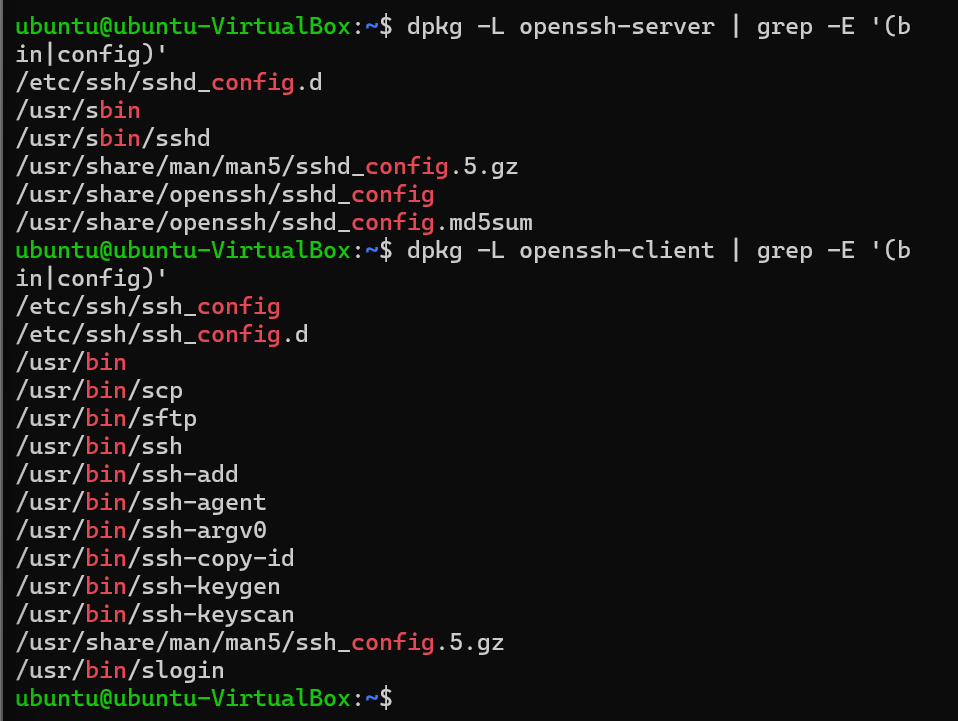 ubuntu@ubuntu-VirtualBox:~$ dpkg -L openssh-server | grep -E '(b
in|config)'
/etc/ssh/sshd_config.d
/usr/sbin
/usr/sbin/sshd
/usr/share/man/man5/sshd_config.5.gz
/usr/share/openssh/sshd_config
/usr/share/openssh/sshd_config.md5sum
ubuntu@ubuntu-VirtualBox:~$ dpkg -L openssh-client | grep -E '(b
in|config)'
/etc/ssh/ssh_config
/etc/ssh/ssh_config.d
/usr/bin
/usr/bin/scp
/usr/bin/sftp
/usr/bin/ssh
/usr/bin/ssh-add
/usr/bin/ssh-agent
/usr/bin/ssh-argv0
/usr/bin/ssh-copy-id
/usr/bin/ssh-keygen
/usr/bin/ssh-keyscan
/usr/share/man/man5/ssh_config.5.gz
/usr/bin/slogin
ubuntu@ubuntu-VirtualBox:~$